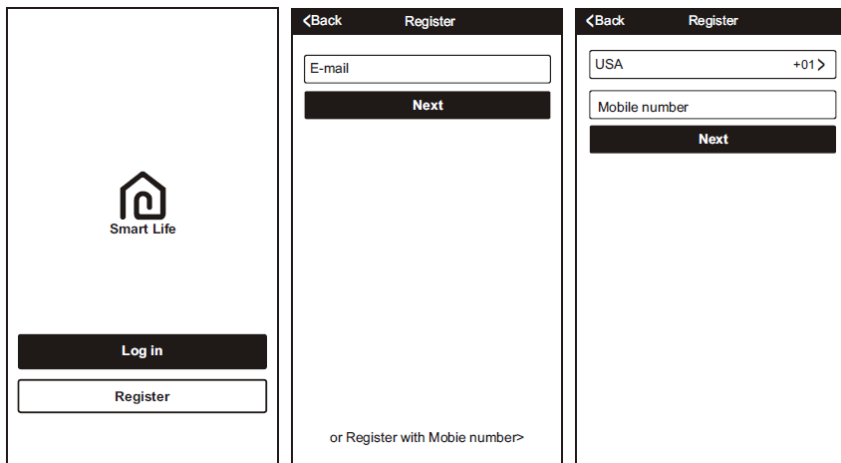 Smart Life
Log in
Register
<Back Register
E-mail
Next
or Register with Mobie number>
<Back Register
USA +01>
Mobile number
Next